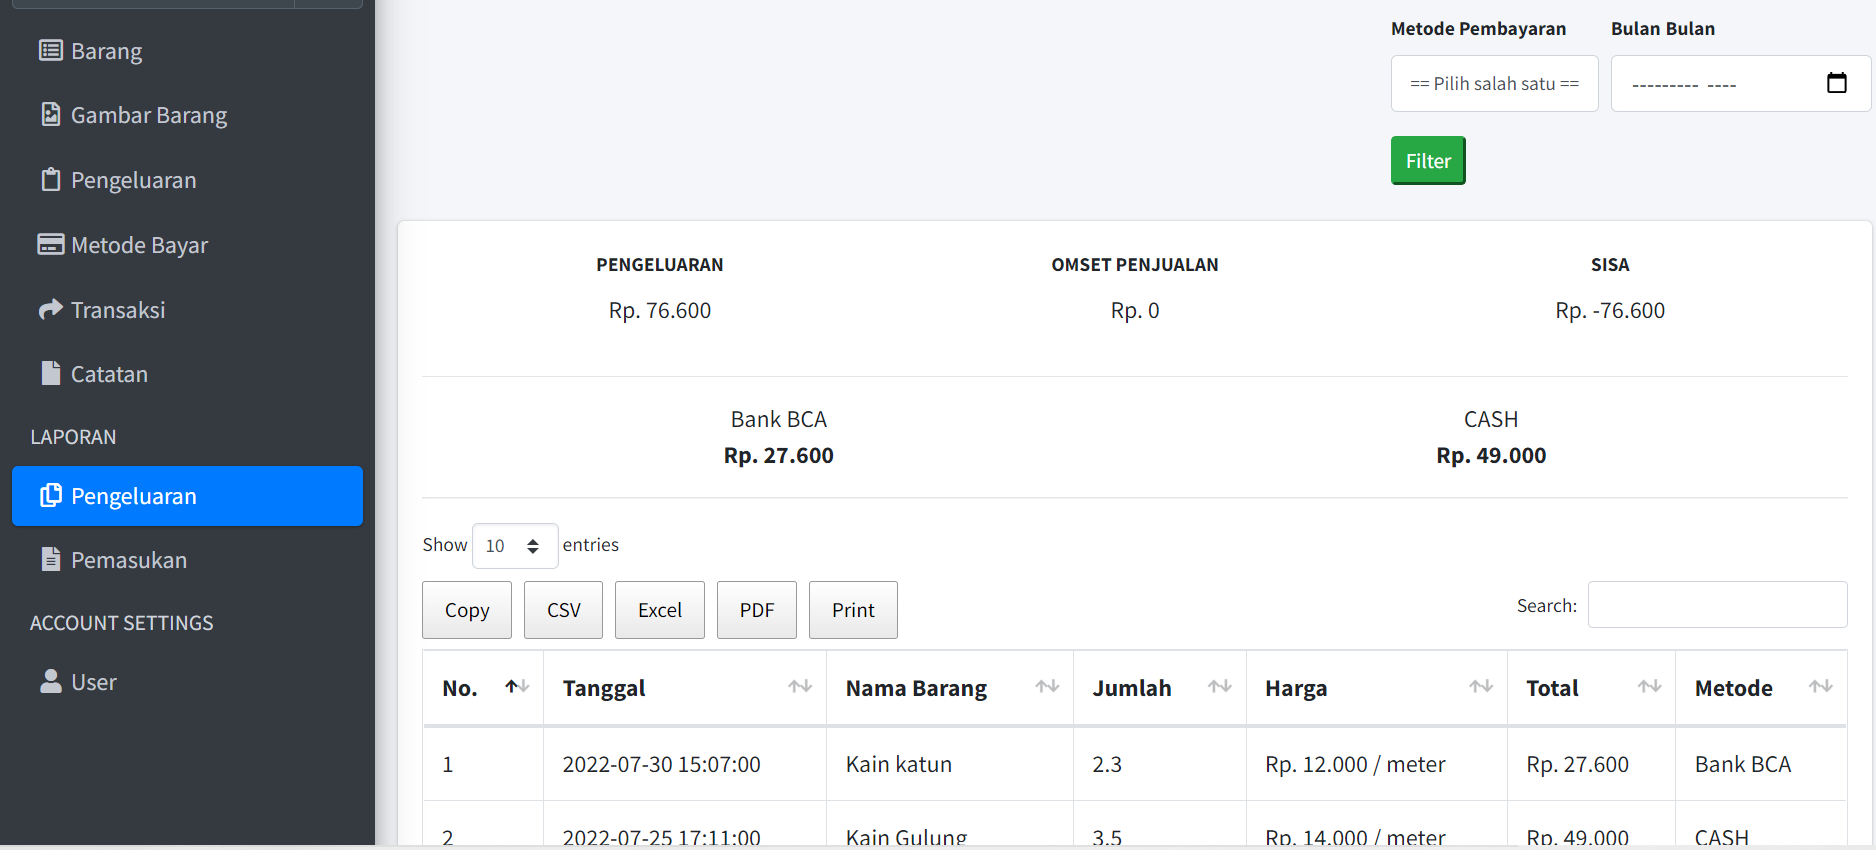 Barang
Gambar Barang
Pengeluaran
Metode Bayar
Transaksi
Catatan
LAPORAN
Pengeluaran
Pemasukan
ACCOUNT SETTINGS
User
Metode Pembayaran Bulan Bulan
== Pilih salah satu == --------- ----
Filter
PENGELUARAN OMSET PENJUALAN SISA
Rp. 76.600 Rp. 0 Rp. -76.600
Bank BCA CASH
Rp. 27.600 Rp. 49.000
Show 10 entries
Copy CSV Excel PDF Print Search:
No. Tanggal Nama Barang Jumlah Harga Total Metode
1 2022-07-30 15:07:00 Kain katun 2.3 Rp. 12.000 / meter Rp. 27.600 Bank BCA
2 2022-07-25 17:11:00 Kain Gulung 3.5 Rp. 14.000 / meter Rp. 49.000 CASH